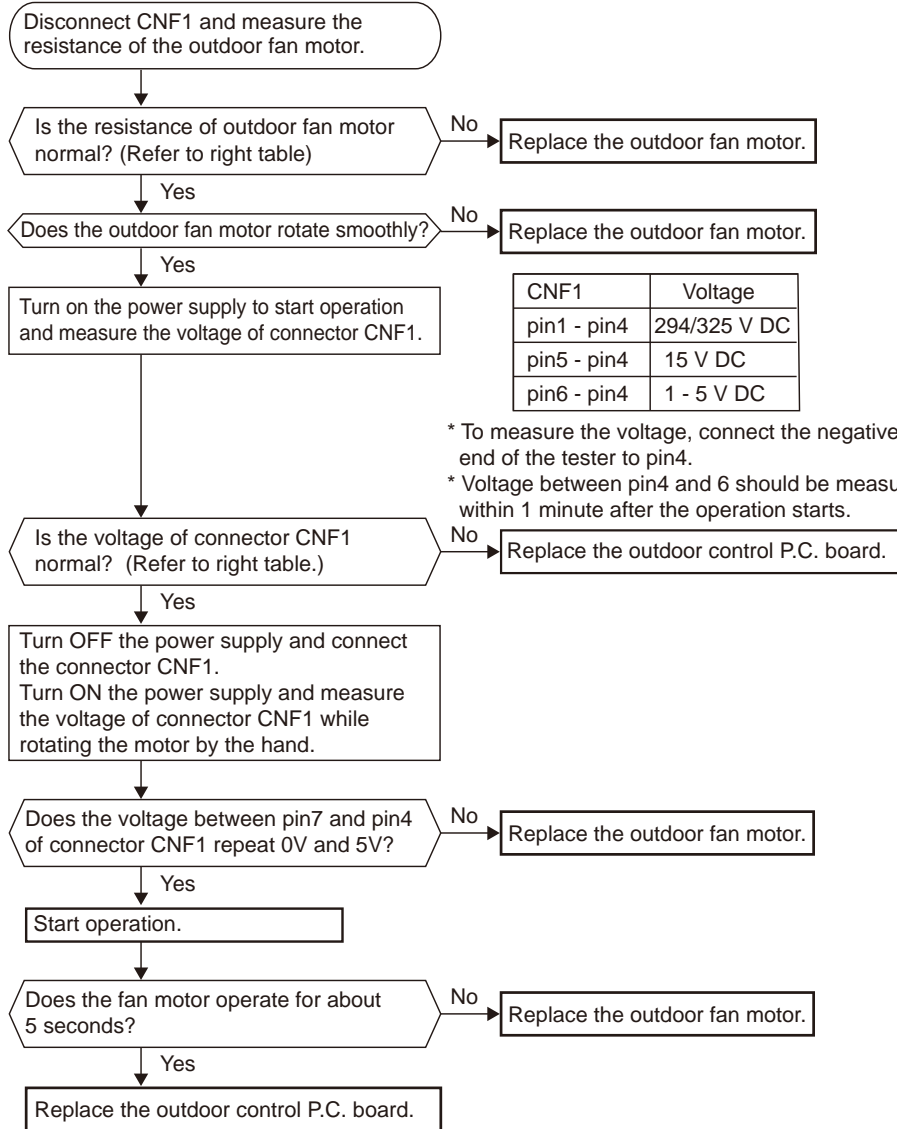 Disconnect CNF1 and measure the
resistance of the outdoor fan motor.
Is the resistance of outdoor fan motor
normal? (Refer to right table)
No
Replace the outdoor fan motor.
Yes
Does the outdoor fan motor rotate smoothly?
No
Replace the outdoor fan motor.
Yes
Turn on the power supply to start operation
and measure the voltage of connector CNF1.
CNF1 Voltage
pin1 - pin4 294/325 V DC
pin5 - pin4 15 V DC
pin6 - pin4 1 - 5 V DC
* To measure the voltage, connect the negative
end of the tester to pin4.
* Voltage between pin4 and 6 should be measu
within 1 minute after the operation starts.
Is the voltage of connector CNF1
normal? (Refer to right table.)
No
Replace the outdoor control P.C. board.
Yes
Turn OFF the power supply and connect
the connector CNF1.
Turn ON the power supply and measure
the voltage of connector CNF1 while
rotating the motor by the hand.
Does the voltage between pin7 and pin4
of connector CNF1 repeat 0V and 5V?
No
Replace the outdoor fan motor.
Yes
Start operation.
Does the fan motor operate for about
5 seconds?
No
Replace the outdoor fan motor.
Yes
Replace the outdoor control P.C. board.